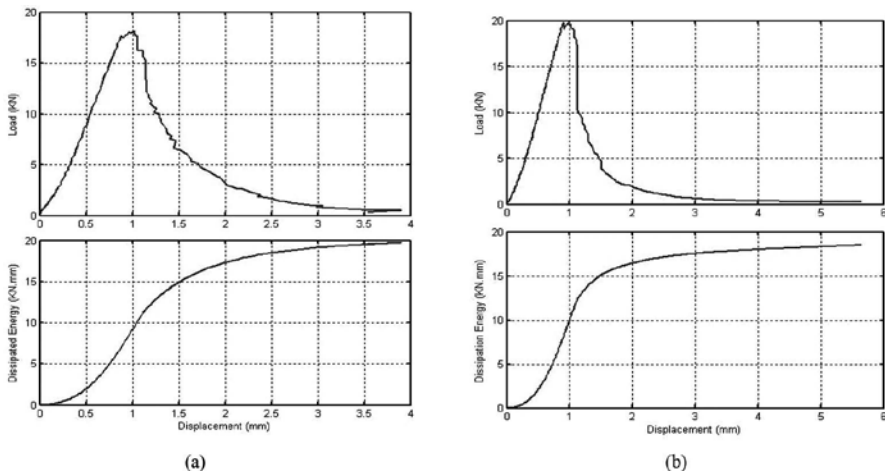 20
15
10
5
0
Load (KN)
0 0.5 1 1.5 2 2.5 3 3.5 4
20
15
10
5
0
Dissipated Energy (KN.mm)
0 0.5 1 1.5 2 2.5 3 3.5 4
Displacement (mm)
(a)
20
15
10
5
0
Load (KN)
0 1 2 3 4 5 6
20
15
10
5
0
Dissipation Energy (KN.mm)
0 1 2 3 4 5 6
Displacement (mm)
(b)